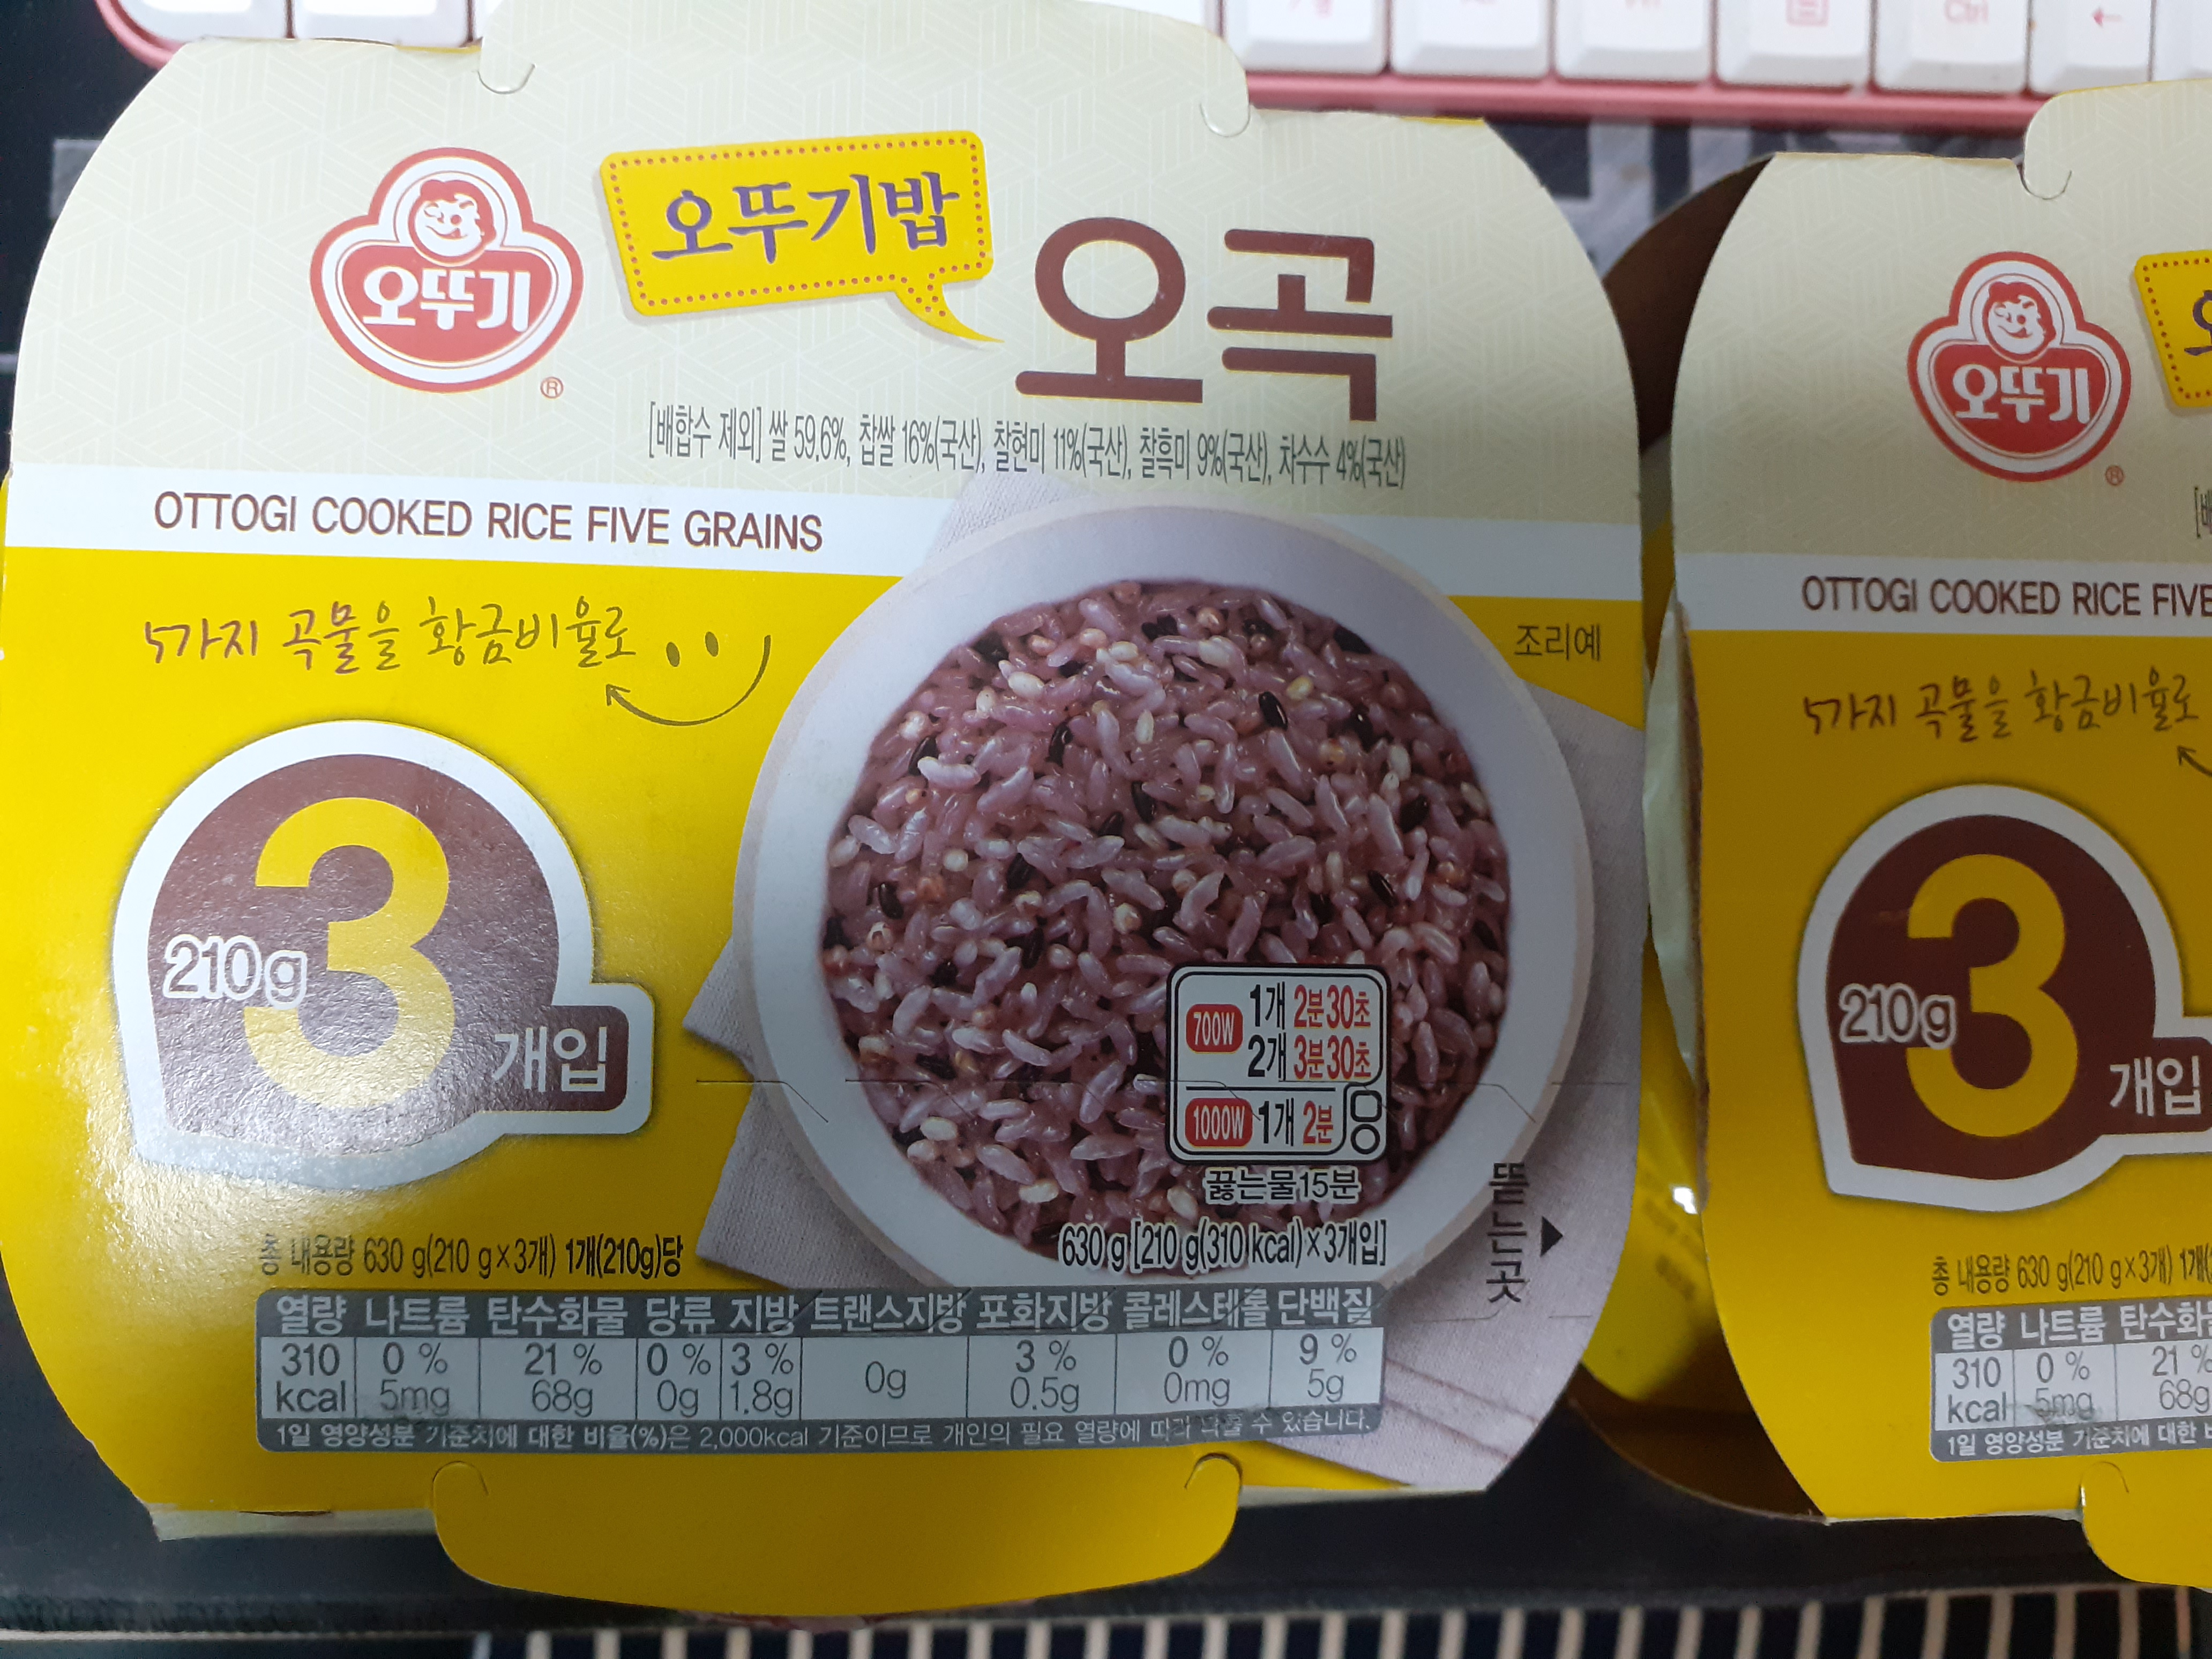 오뚜기
®
오뚜기밥
오곡
[배합수 제외] 쌀 59.6%, 찹쌀 16%(국산), 찰현미 11%(국산), 찰흑미 9%(국산), 차수수 4%(국산)
OTTOGI COOKED RICE FIVE GRAINS
5가지 곡물을 황금비율로
조리예
210g
3
개입
700W 1개 2분30초
2개 3분30초
1000W 1개 2분
끓는물15분
630 g [210 g(310 kcal)×3개입]
뜯는곳
총 내용량 630 g(210 g×3개) 1개(210g)당
열량 나트륨 탄수화물 당류 지방 트랜스지방 포화지방 콜레스테롤 단백질
310 0 % 21 % 0 % 3 % 0g 3 % 0 % 9 %
kcal 5mg 68g 0g 1.8g 0.5g 0mg 5g
1일 영양성분 기준치에 대한 비율(%)은 2,000kcal 기준이므로 개인의 필요 열량에 따라 다를 수 있습니다.
오뚜기
®
OTTOGI COOKED RICE FIVE
5가지 곡물을 황금비율로
210g
3
개입
총 내용량 630 g(210 g×3개)
열량 나트륨 탄수화
310 0 % 21 %
kcal 5mg 68g
1일 영양성분 기준치에 대한
Ctrl